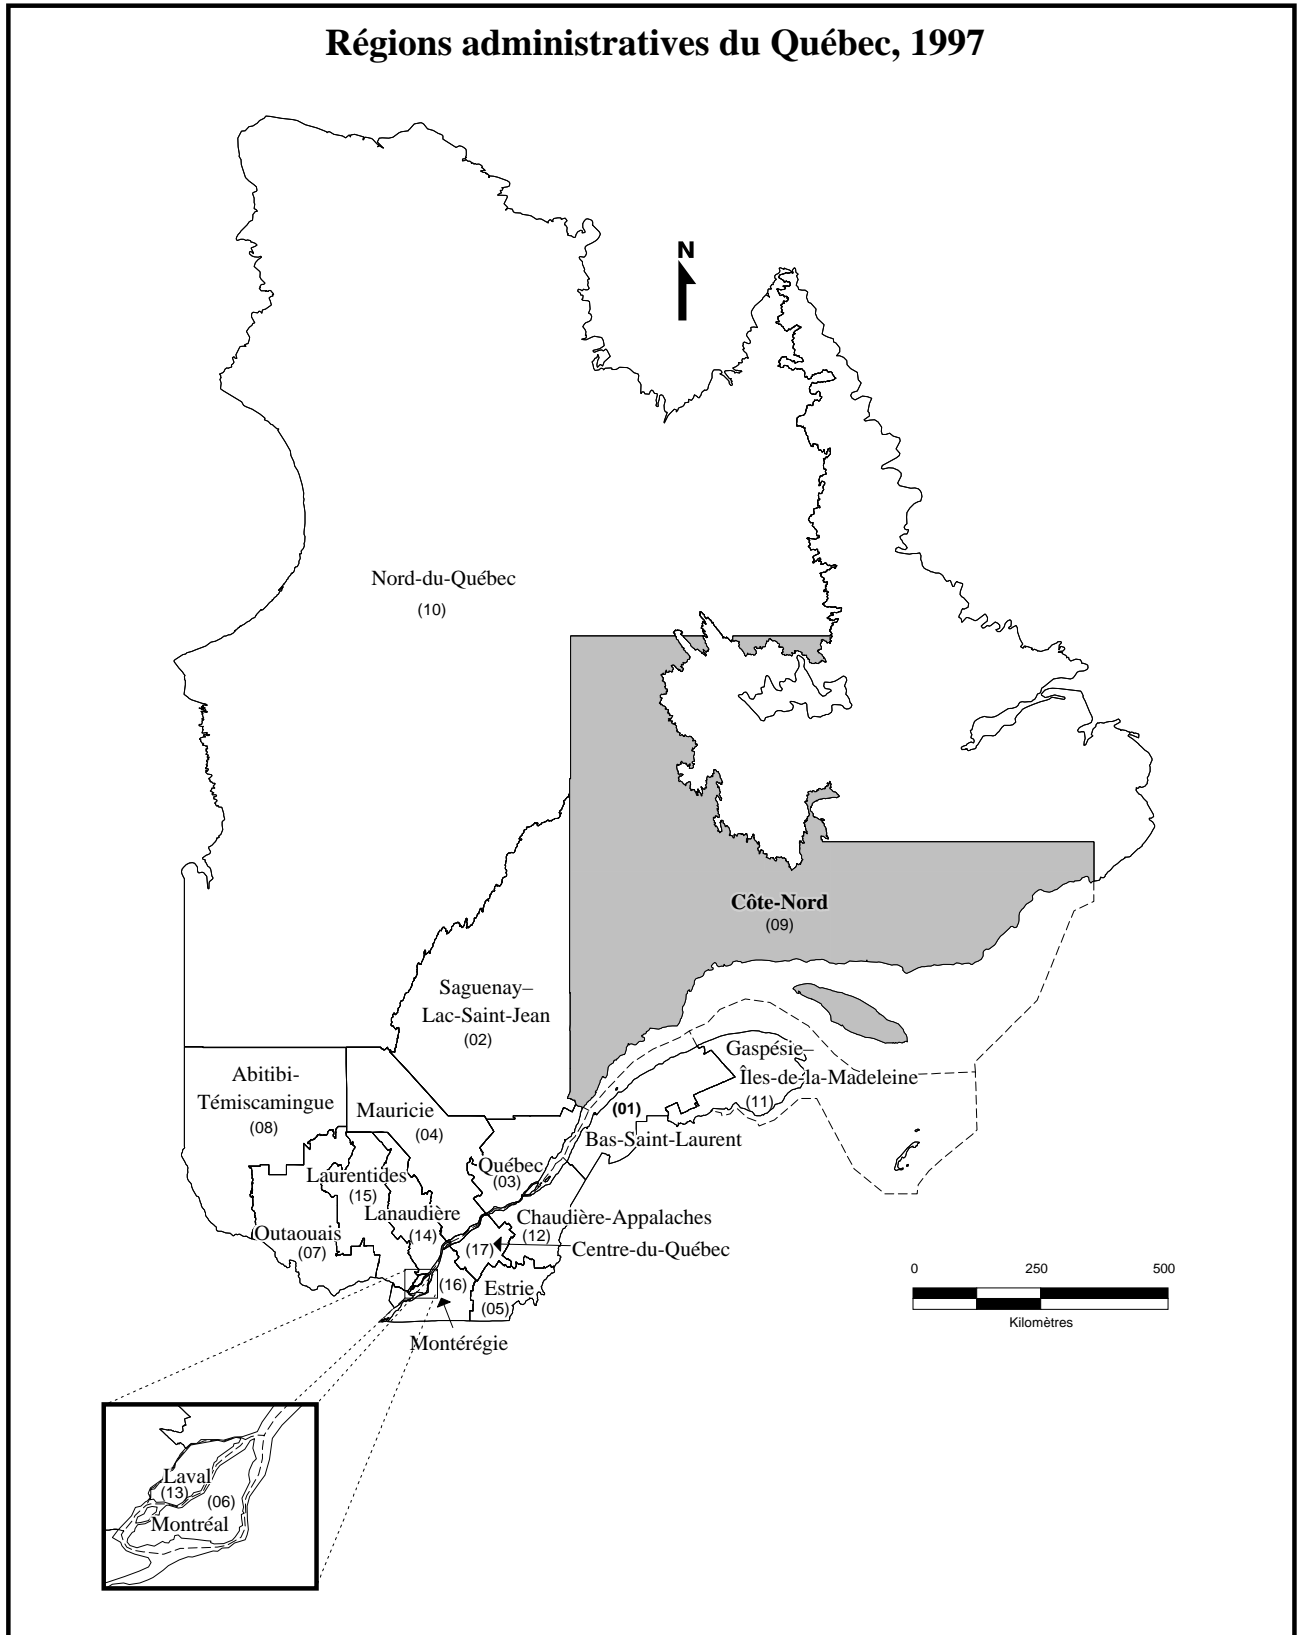 Régions administratives du Québec, 1997
N
Nord-du-Québec
(10)
Côte-Nord
(09)
Saguenay–
Lac-Saint-Jean
(02)
Gaspésie–
Îles-de-la-Madeleine
(11)
Abitibi-
Témiscamingue
(08)
Mauricie
(04)
(01)
Bas-Saint-Laurent
Québec
(03)
Laurentides
(15)
Lanaudière
(14)
Chaudière-Appalaches
(12)
Outaouais
(07)
(17)
Centre-du-Québec
(16)
Estrie
(05)
Montérégie
0 250 500
Kilomètres
Laval
(13)
(06)
Montréal